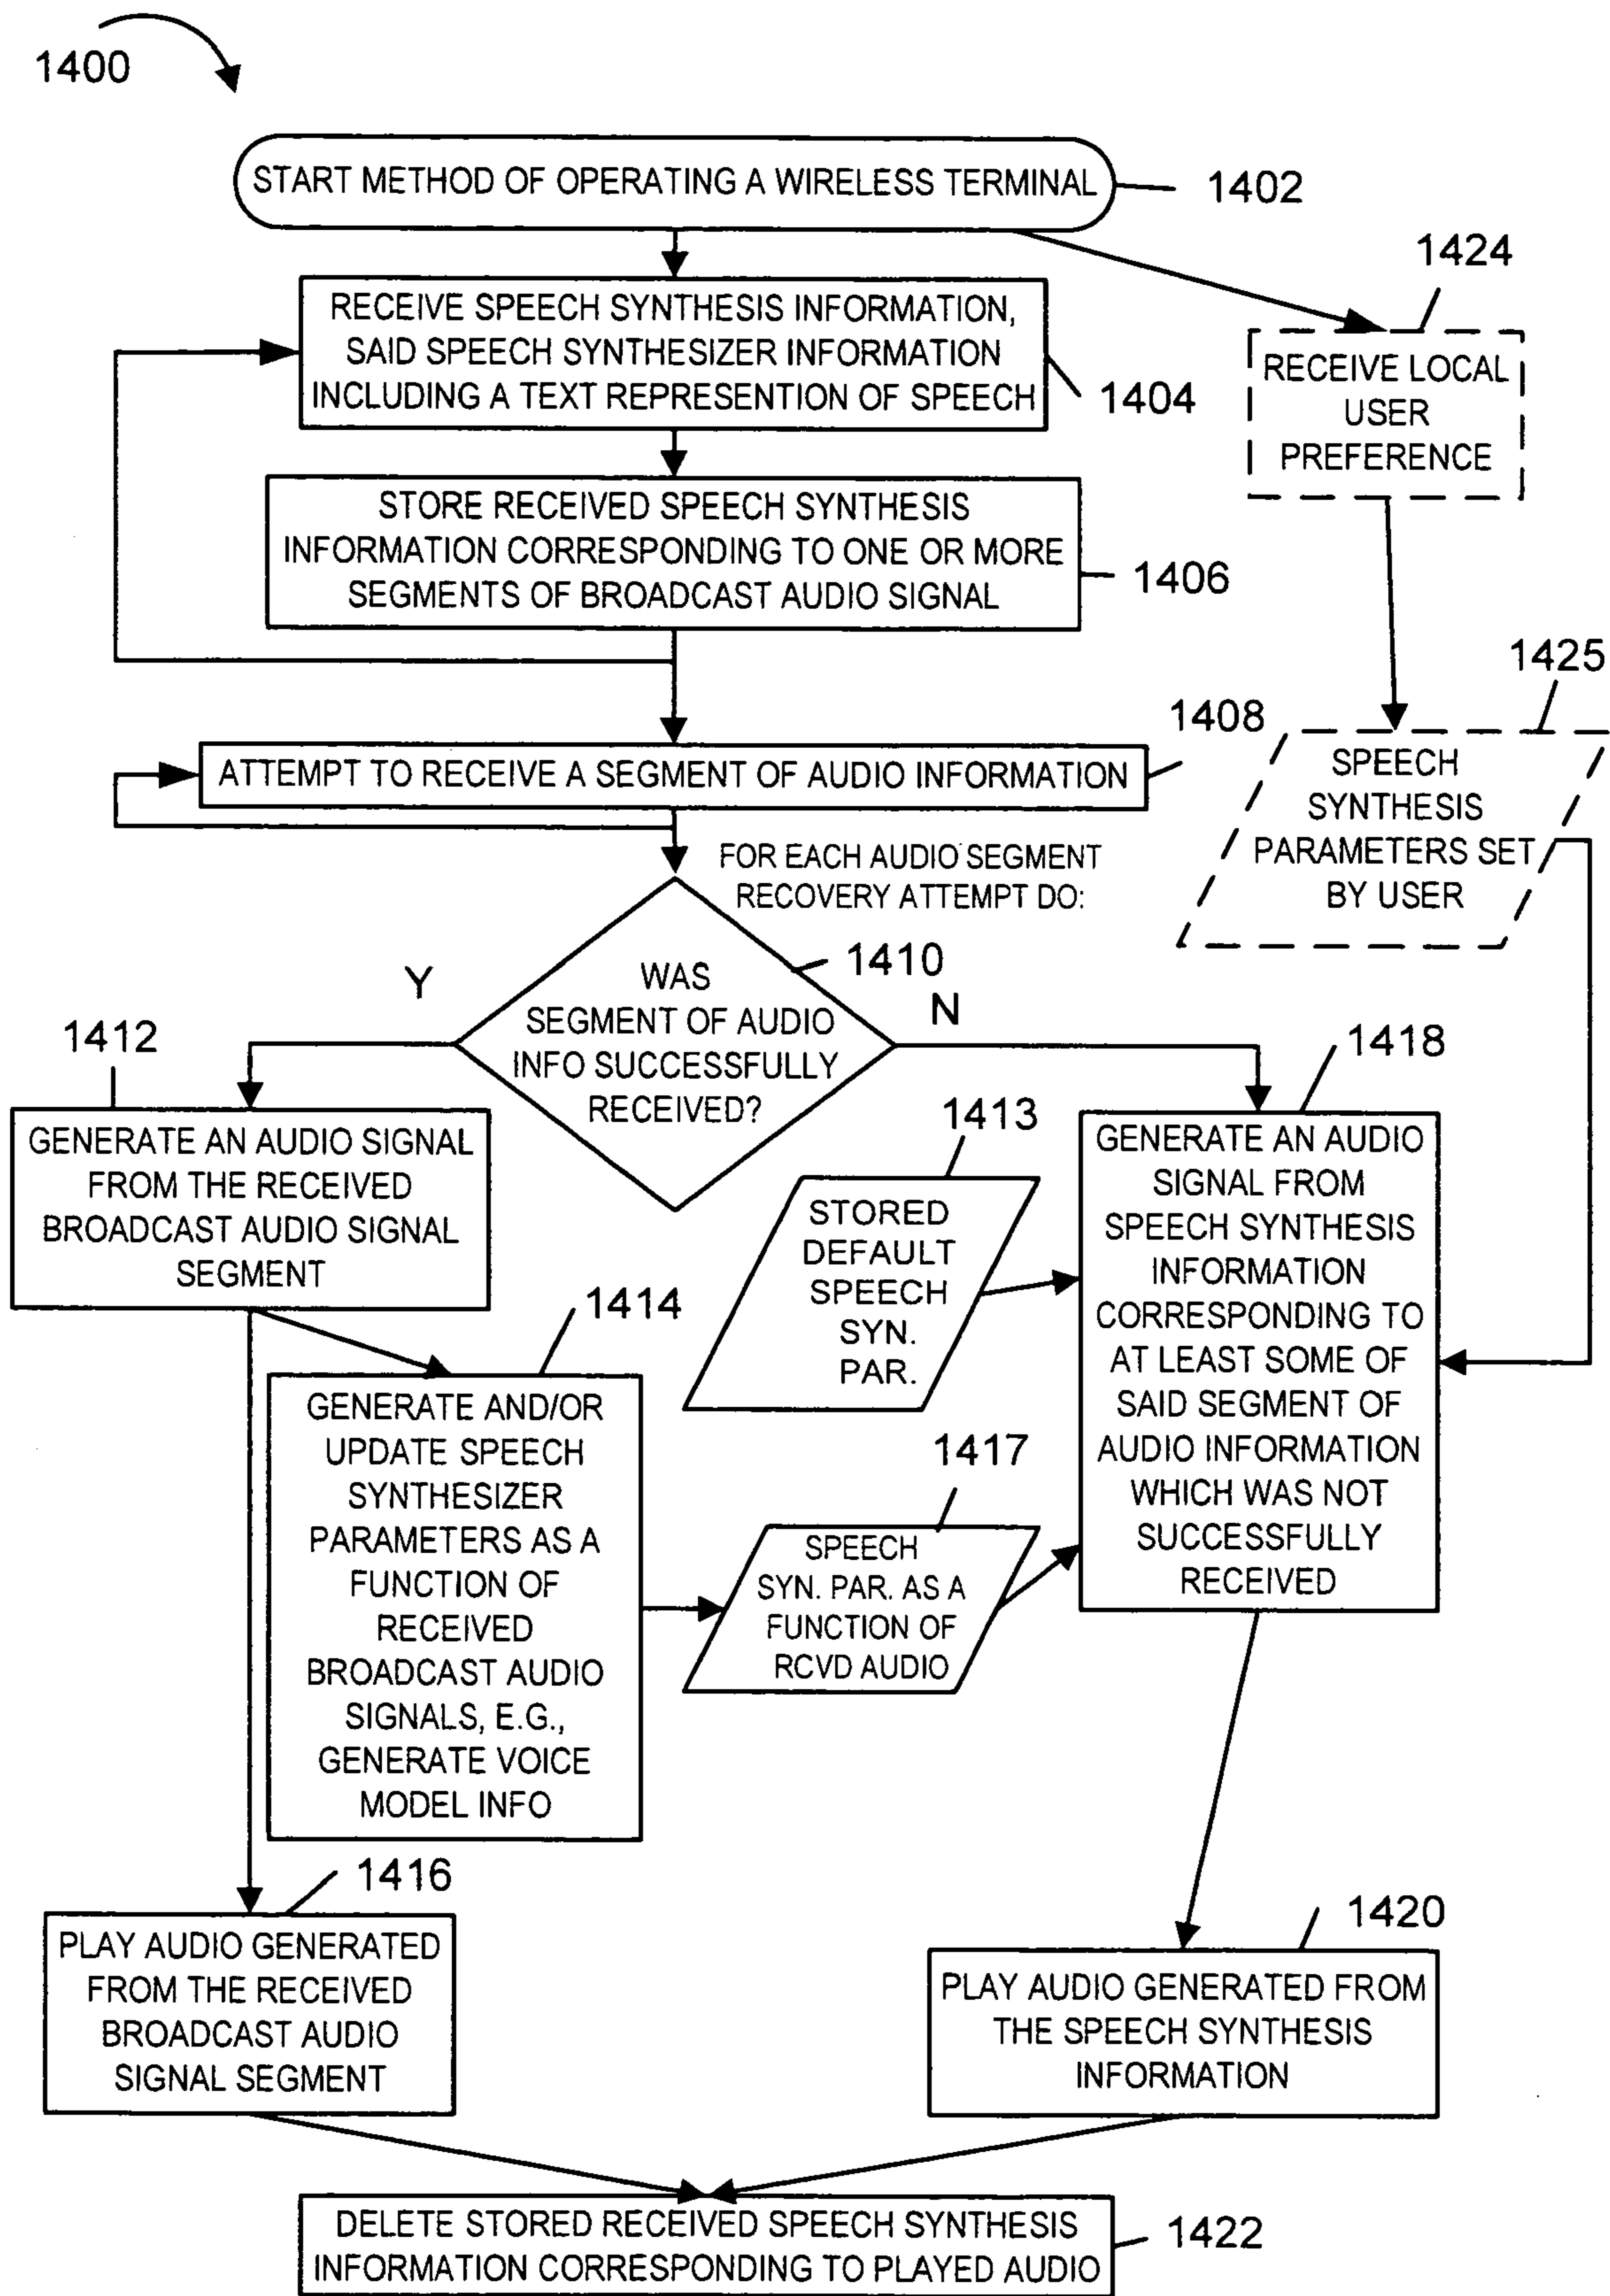 1400
START METHOD OF OPERATING A WIRELESS TERMINAL
1402
RECEIVE SPEECH SYNTHESIS INFORMATION,
SAID SPEECH SYNTHESIZER INFORMATION
INCLUDING A TEXT REPRESENTION OF SPEECH
1404
1424
RECEIVE LOCAL
USER
PREFERENCE
STORE RECEIVED SPEECH SYNTHESIS
INFORMATION CORRESPONDING TO ONE OR MORE
SEGMENTS OF BROADCAST AUDIO SIGNAL
1406
1425
SPEECH
SYNTHESIS
PARAMETERS SET
BY USER
1408
ATTEMPT TO RECEIVE A SEGMENT OF AUDIO INFORMATION
FOR EACH AUDIO SEGMENT
RECOVERY ATTEMPT DO:
1410
WAS
SEGMENT OF AUDIO
INFO SUCCESSFULLY
RECEIVED?
Y
N
1412
GENERATE AN AUDIO SIGNAL
FROM THE RECEIVED
BROADCAST AUDIO SIGNAL
SEGMENT
1413
STORED
DEFAULT
SPEECH
SYN.
PAR.
1418
GENERATE AN AUDIO
SIGNAL FROM
SPEECH SYNTHESIS
INFORMATION
CORRESPONDING TO
AT LEAST SOME OF
SAID SEGMENT OF
AUDIO INFORMATION
WHICH WAS NOT
SUCCESSFULLY
RECEIVED
1414
GENERATE AND/OR
UPDATE SPEECH
SYNTHESIZER
PARAMETERS AS A
FUNCTION OF
RECEIVED
BROADCAST AUDIO
SIGNALS, E.G.,
GENERATE VOICE
MODEL INFO
1417
SPEECH
SYN. PAR. AS A
FUNCTION OF
RCVD AUDIO
1416
PLAY AUDIO GENERATED
FROM THE RECEIVED
BROADCAST AUDIO
SIGNAL SEGMENT
1420
PLAY AUDIO GENERATED FROM
THE SPEECH SYNTHESIS
INFORMATION
DELETE STORED RECEIVED SPEECH SYNTHESIS
INFORMATION CORRESPONDING TO PLAYED AUDIO
1422